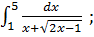 ∫₁⁵ dx / (x+√(2x-1)) ;